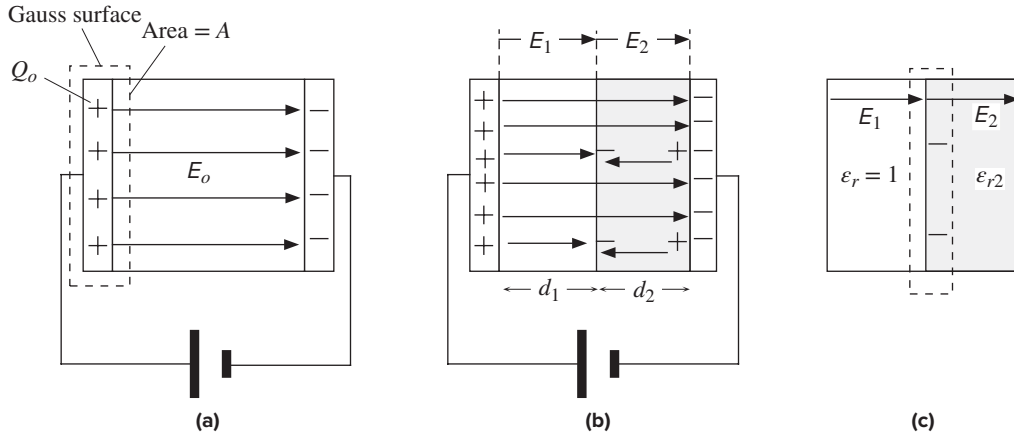 Gauss surface
Area = A
Q_o
+
+
+
+
−
−
−
−
E_o
(a)
E_1
E_2
+
+
+
+
+
+
−
+
−
+
−
−
−
−
−
−
d_1
d_2
(b)
E_1
E_2
−
ε_r = 1
ε_r2
−
(c)